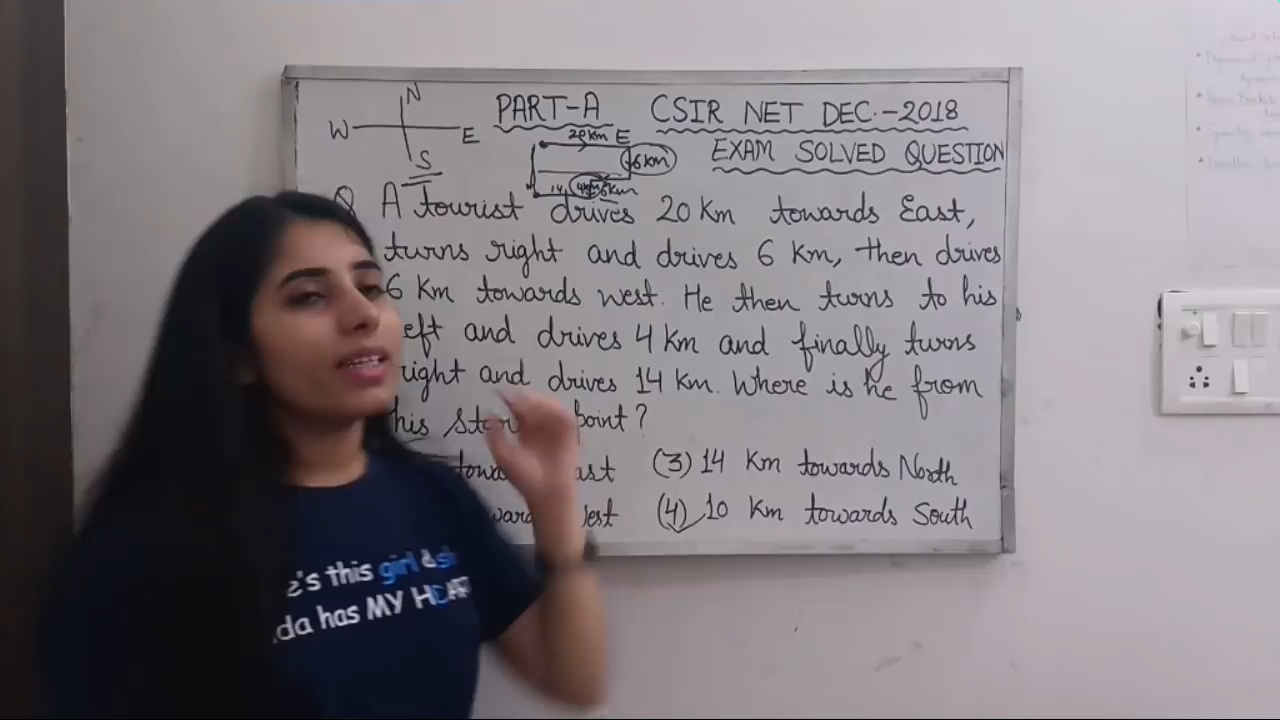 N
W E
S
PART-A CSIR NET DEC.-2018
EXAM SOLVED QUESTION
20km E
6km
14 4km 6km
Q A tourist drives 20 Km towards East,
turns right and drives 6 Km, then drives
6 Km towards west. He then turns to his
eft and drives 4 Km and finally turns
right and drives 14 Km. Where is he from
his point?
(3) 14 Km towards North
(4) 10 Km towards South
this girl
has MY